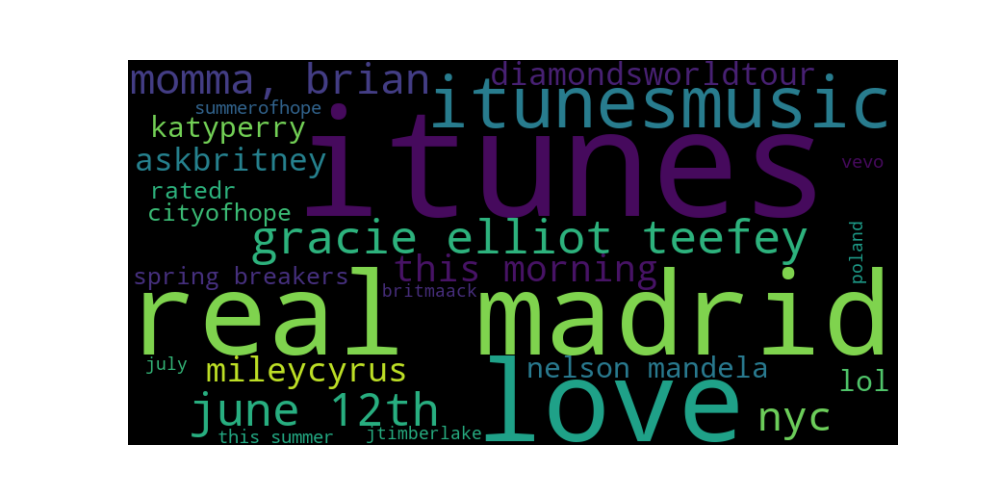 momma, brian
diamondsworldtour
itunesmusic
summerofhope
katyperry
itunes
askbritney
vevo
ratedr
cityofhope
gracie elliot teefey
poland
this morning
spring breakers
britmaack
real madrid
july
mileycyrus
nelson mandela
love
lol
june 12th
nyc
this summer
jtimberlake